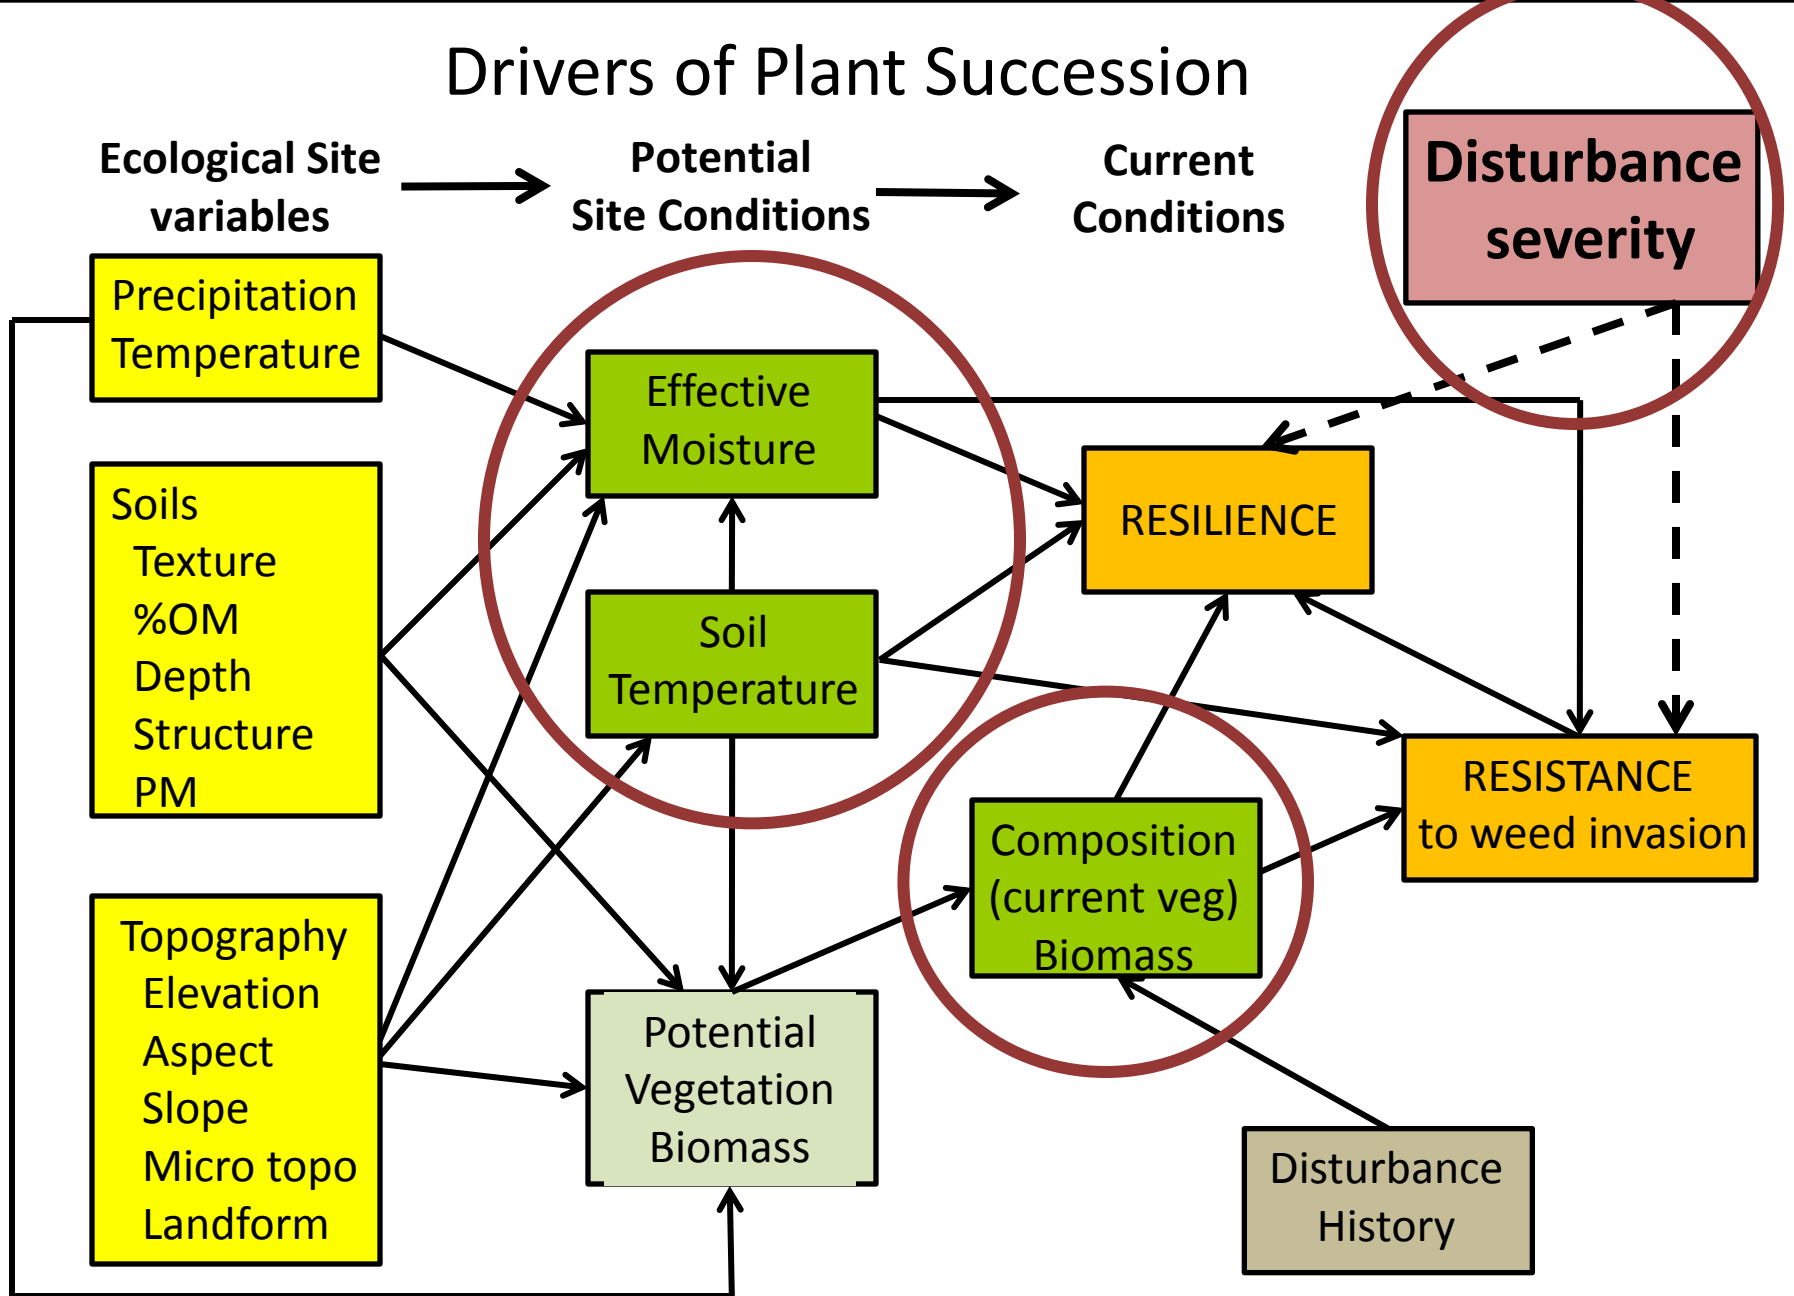 Drivers of Plant Succession
Ecological Site
variables
Potential
Site Conditions
Current
Conditions
Disturbance
severity
Precipitation
Temperature
Soils
Texture
%OM
Depth
Structure
PM
Topography
Elevation
Aspect
Slope
Micro topo
Landform
Effective
Moisture
Soil
Temperature
Potential
Vegetation
Biomass
RESILIENCE
Composition
(current veg)
Biomass
RESISTANCE
to weed invasion
Disturbance
History